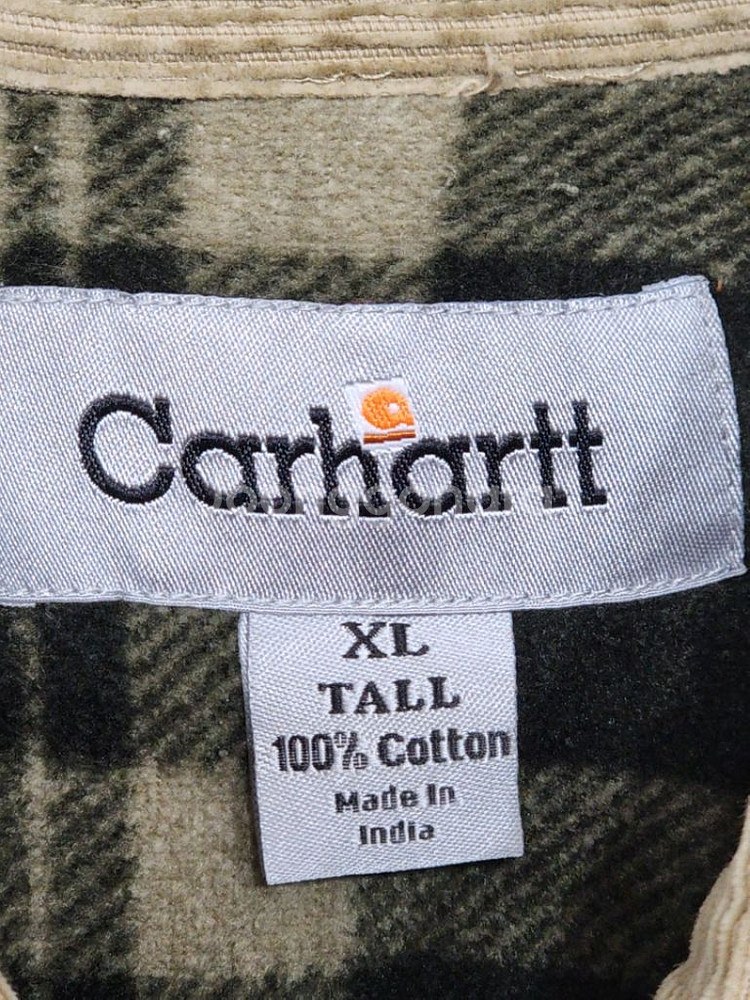 Carhartt
XL
TALL
100% Cotton
Made In
India